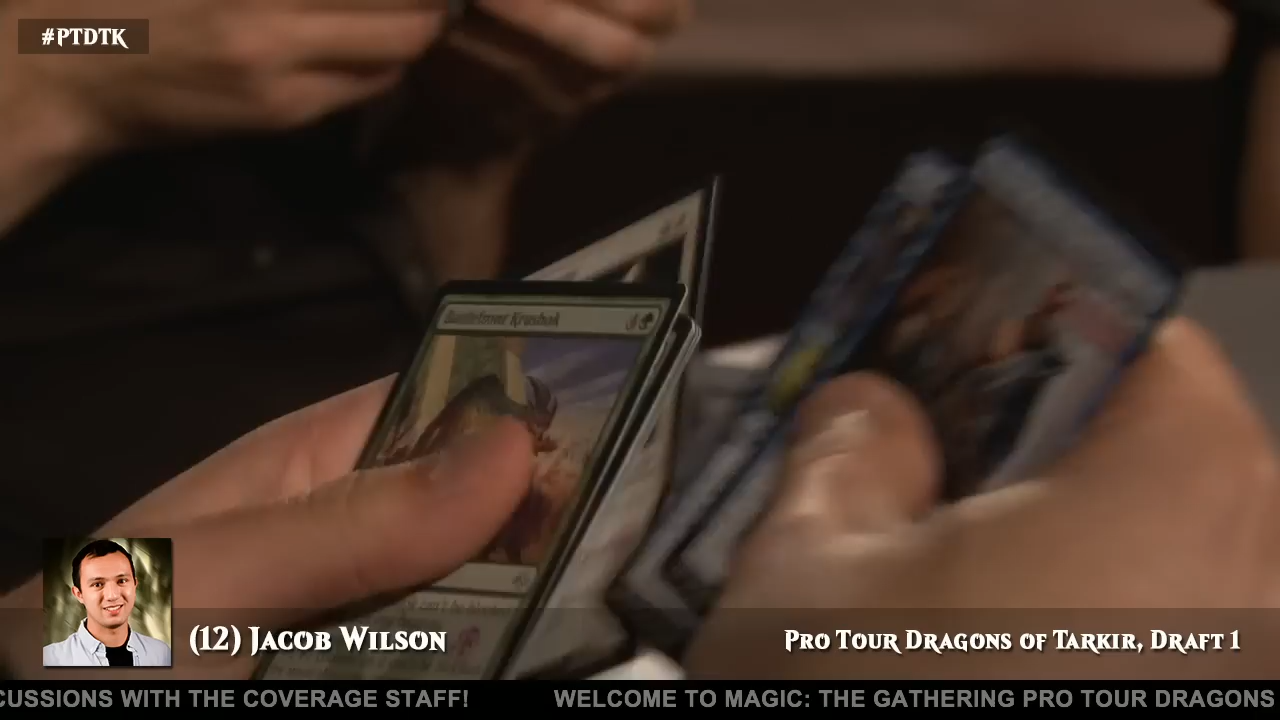 #PTDTK
(12) Jacob Wilson
Pro Tour Dragons of Tarkir, Draft 1
CUSSIONS WITH THE COVERAGE STAFF! WELCOME TO MAGIC: THE GATHERING PRO TOUR DRAGONS